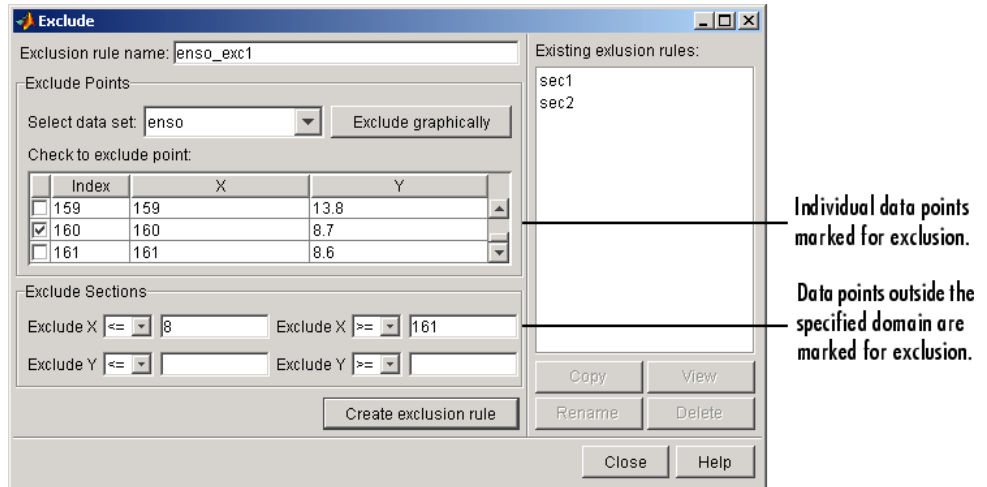 Exclude
Exclusion rule name: enso_exc1
Exclude Points
Select data set: enso
Exclude graphically
Check to exclude point:
Index X Y
159 159 13.8
160 160 8.7
161 161 8.6
Exclude Sections
Exclude X <= 8 Exclude X >= 161
Exclude Y <= Exclude Y >=
Create exclusion rule
Existing exlusion rules:
sec1
sec2
Copy View
Rename Delete
Close Help
Individual data points
marked for exclusion.
Data points outside the
specified domain are
marked for exclusion.